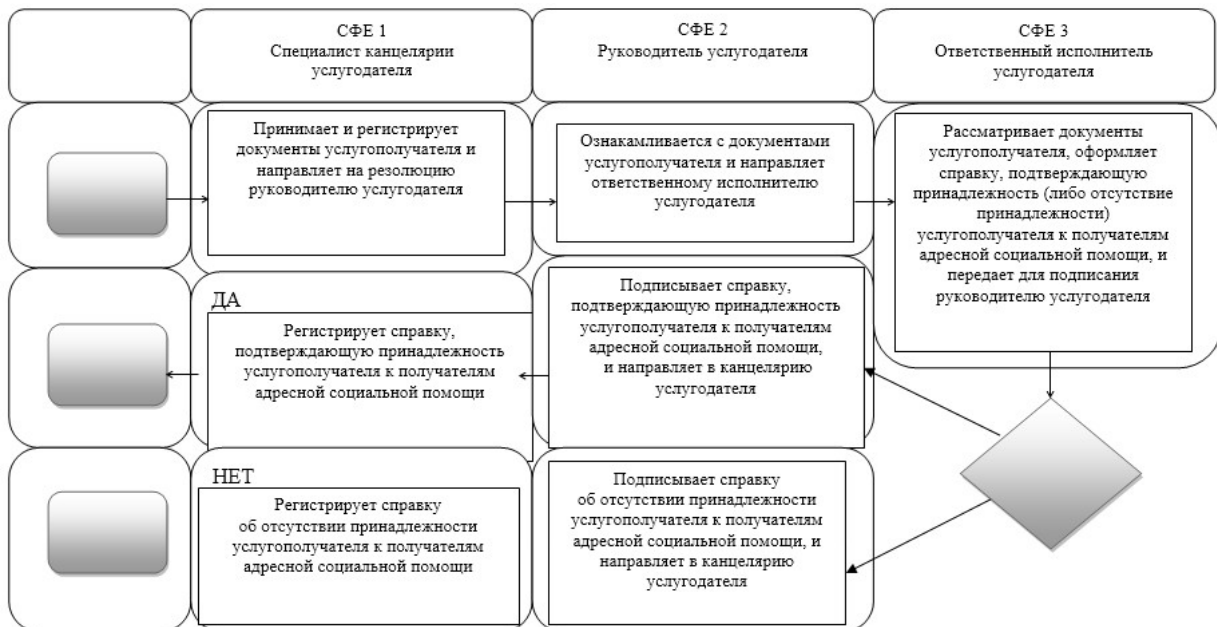 СФЕ 1
Специалист канцелярии
услугодателя
СФЕ 2
Руководитель услугодателя
СФЕ 3
Ответственный исполнитель
услугодателя
Принимает и регистрирует
документы услугополучателя и
направляет на резолюцию
руководителю услугодателя
Ознакамливается с документами
услугополучателя и направляет
ответственному исполнителю
услугодателя
Рассматривает документы
услугополучателя, оформляет
справку, подтверждающую
принадлежность (либо отсутствие
принадлежности)
услугополучателя к получателям
адресной социальной помощи, и
передает для подписания
руководителю услугодателя
ДА
Регистрирует справку,
подтверждающую принадлежность
услугополучателя к получателям
адресной социальной помощи
Подписывает справку,
подтверждающую принадлежность
услугополучателя к получателям
адресной социальной помощи,
и направляет в канцелярию
услугодателя
НЕТ
Регистрирует справку
об отсутствии принадлежности
услугополучателя к получателям
адресной социальной помощи
Подписывает справку
об отсутствии принадлежности
услугополучателя к получателям
адресной социальной помощи, и
направляет в канцелярию
услугодателя